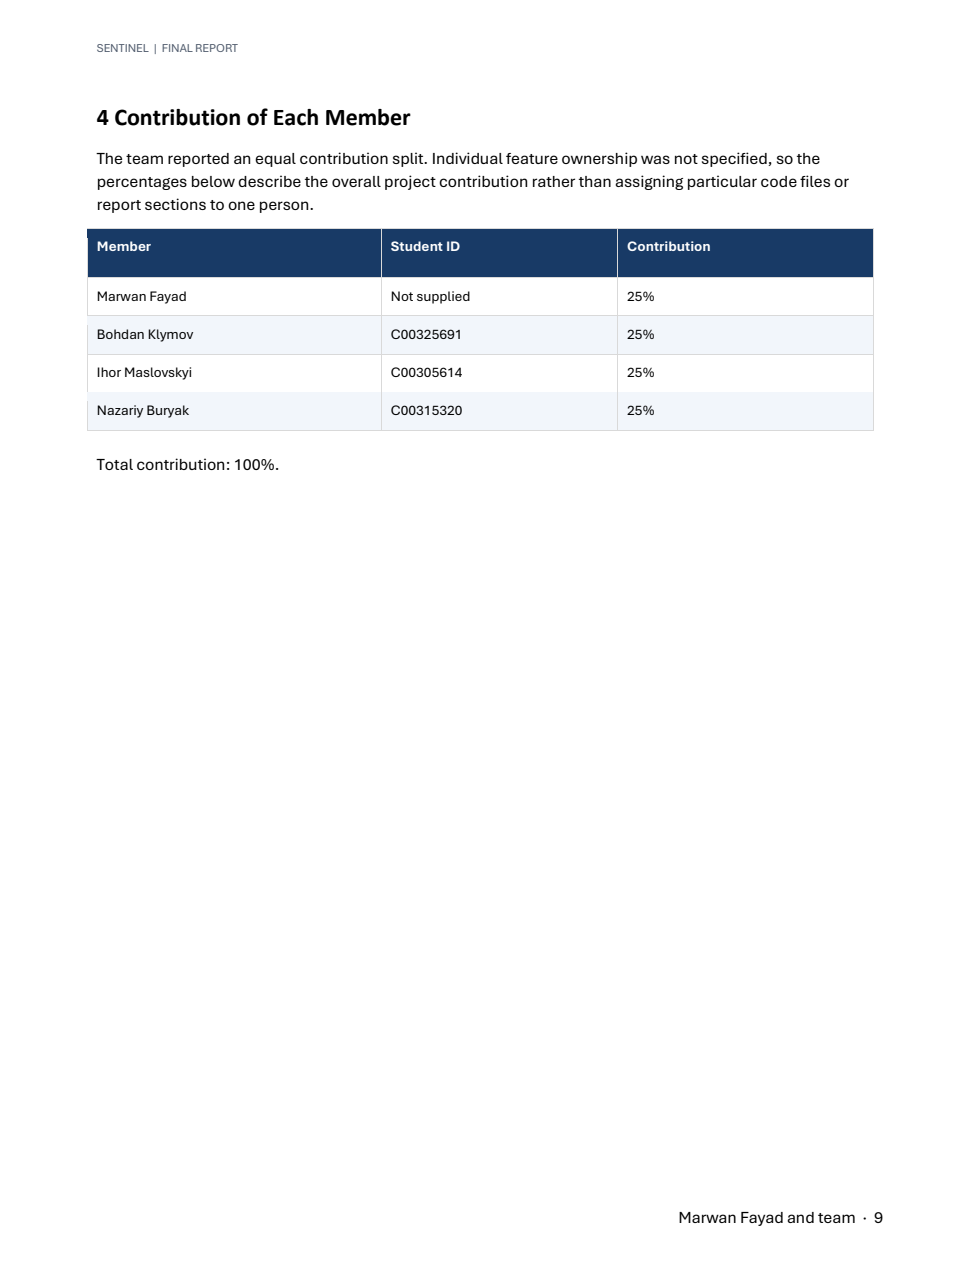 SENTINEL | FINAL REPORT
4 Contribution of Each Member
The team reported an equal contribution split. Individual feature ownership was not specified, so the
percentages below describe the overall project contribution rather than assigning particular code files or
report sections to one person.
Member Student ID Contribution
Marwan Fayad Not supplied 25%
Bohdan Klymov C00325691 25%
Ihor Maslovskyi C00305614 25%
Nazariy Buryak C00315320 25%
Total contribution: 100%.
Marwan Fayad and team · 9